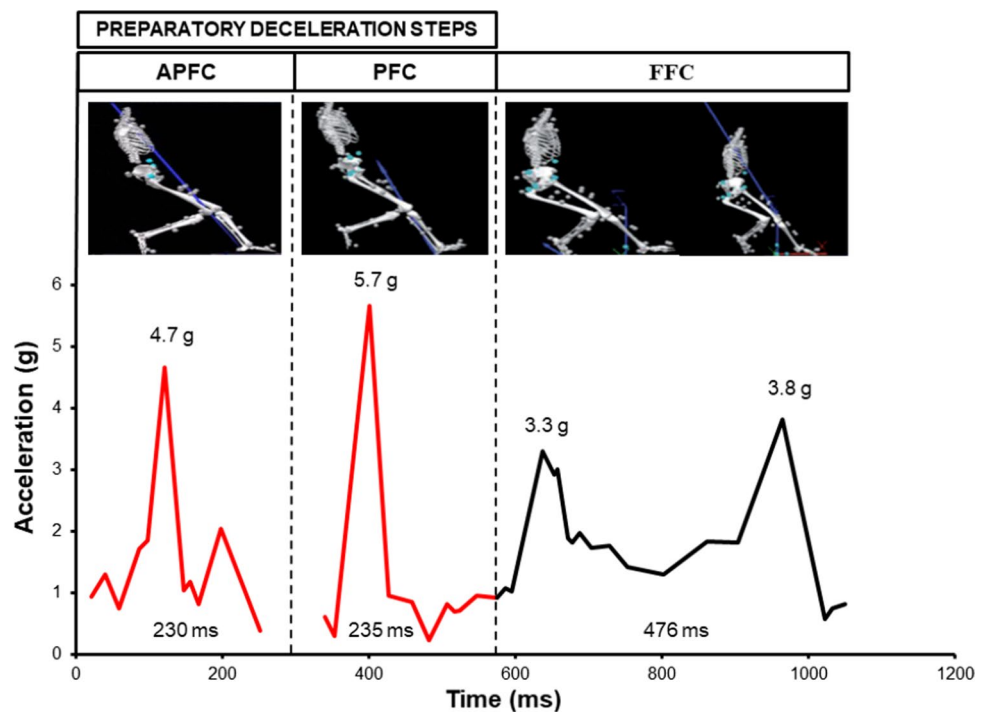 PREPARATORY DECELERATION STEPS
APFC PFC FFC
6
5
4
3
2
1
0
Acceleration (g)
4.7 g
5.7 g
3.3 g
3.8 g
230 ms
235 ms
476 ms
0 200 400 600 800 1000 1200
Time (ms)